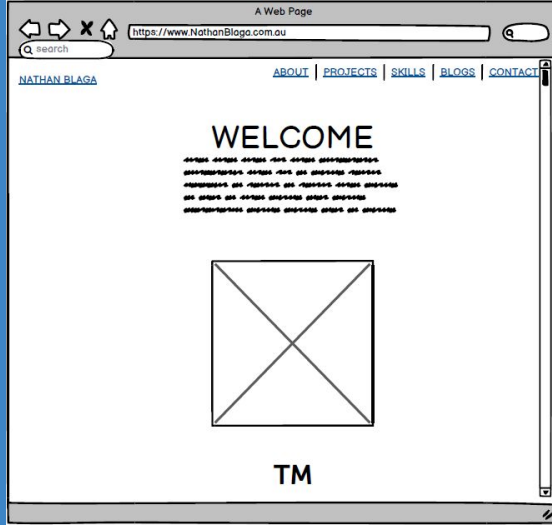 A Web Page
https://www.NathanBlaga.com.au
search
NATHAN BLAGA
ABOUT | PROJECTS | SKILLS | BLOGS | CONTACT
WELCOME
TM